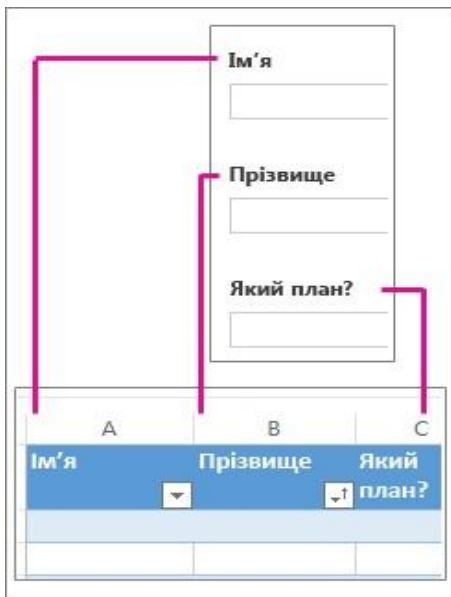 Ім’я
Прізвище
Який план?
A B C
Ім’я Прізвище Який
план?